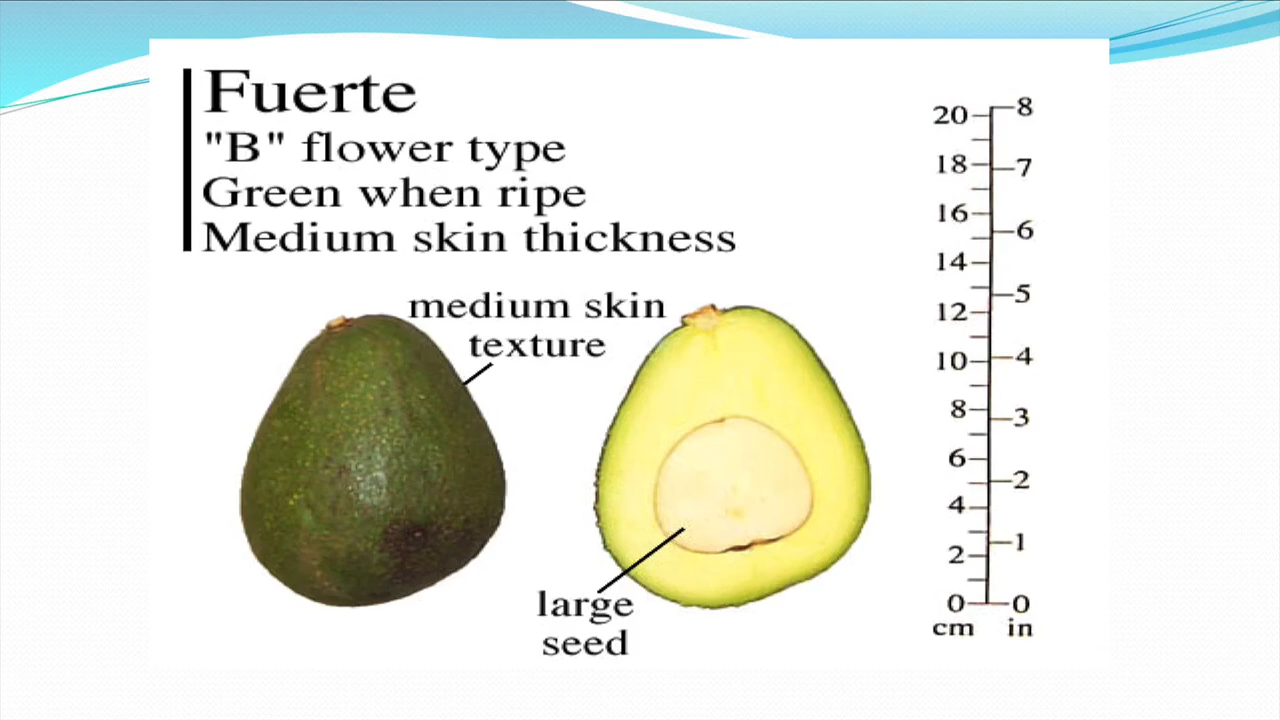 Fuerte
"B" flower type
Green when ripe
Medium skin thickness
medium skin
texture
large
seed
20
18
16
14
12
10
8
6
4
2
0
cm
8
7
6
5
4
3
2
1
0
in